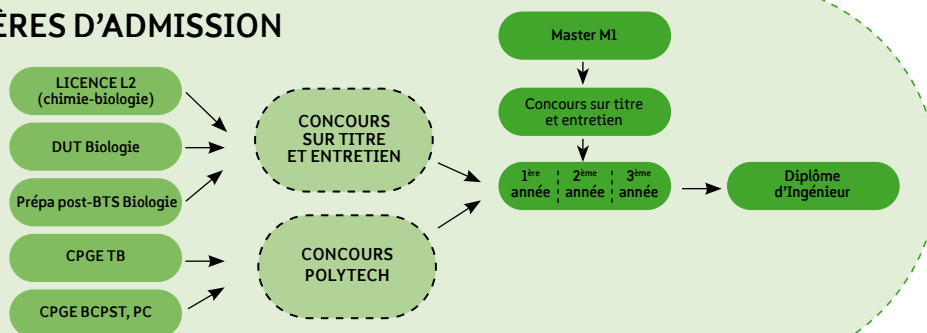 ÈRES D'ADMISSION
LICENCE L2
(chimie-biologie)
DUT Biologie
Prépa post-BTS Biologie
CPGE TB
CPGE BCPST, PC
CONCOURS
SUR TITRE
ET ENTRETIEN
CONCOURS
POLYTECH
Master M1
Concours sur titre
et entretien
1ère
année
2ème
année
3ème
année
Diplôme
d'Ingénieur